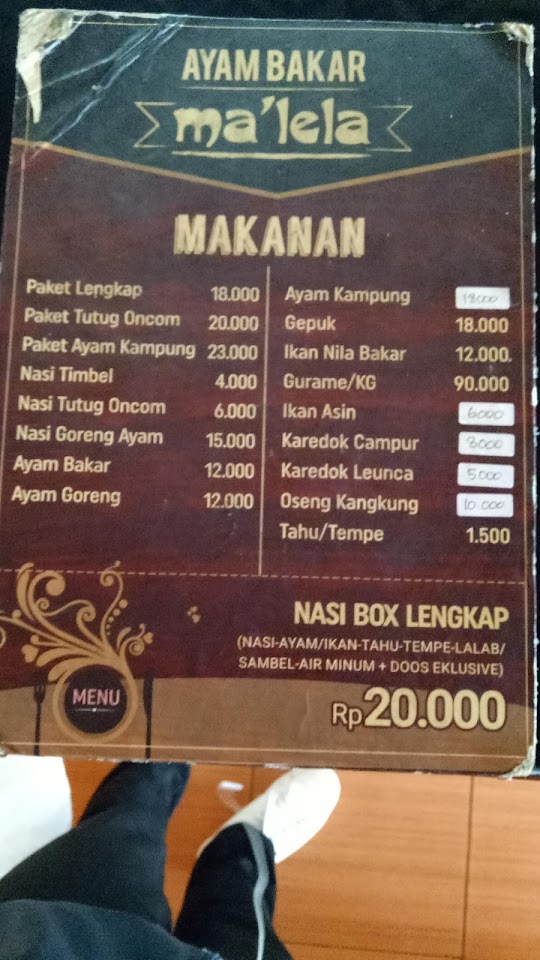 AYAM BAKAR
ma'lela
MAKANAN
Paket Lengkap 18.000
Paket Tutug Oncom 20.000
Paket Ayam Kampung 23.000
Nasi Timbel 4.000
Nasi Tutug Oncom 6.000
Nasi Goreng Ayam 15.000
Ayam Bakar 12.000
Ayam Goreng 12.000
Ayam Kampung 18000
Gepuk 18.000
Ikan Nila Bakar 12.000
Gurame/KG 90.000
Ikan Asin 6000
Karedok Campur 8000
Karedok Leunca 5000
Oseng Kangkung 10.000
Tahu/Tempe 1.500
NASI BOX LENGKAP
(NASI-AYAM/IKAN-TAHU-TEMPE-LALAB/
SAMBEL-AIR MINUM + DOOS EKLUSIVE)
Rp20.000
MENU